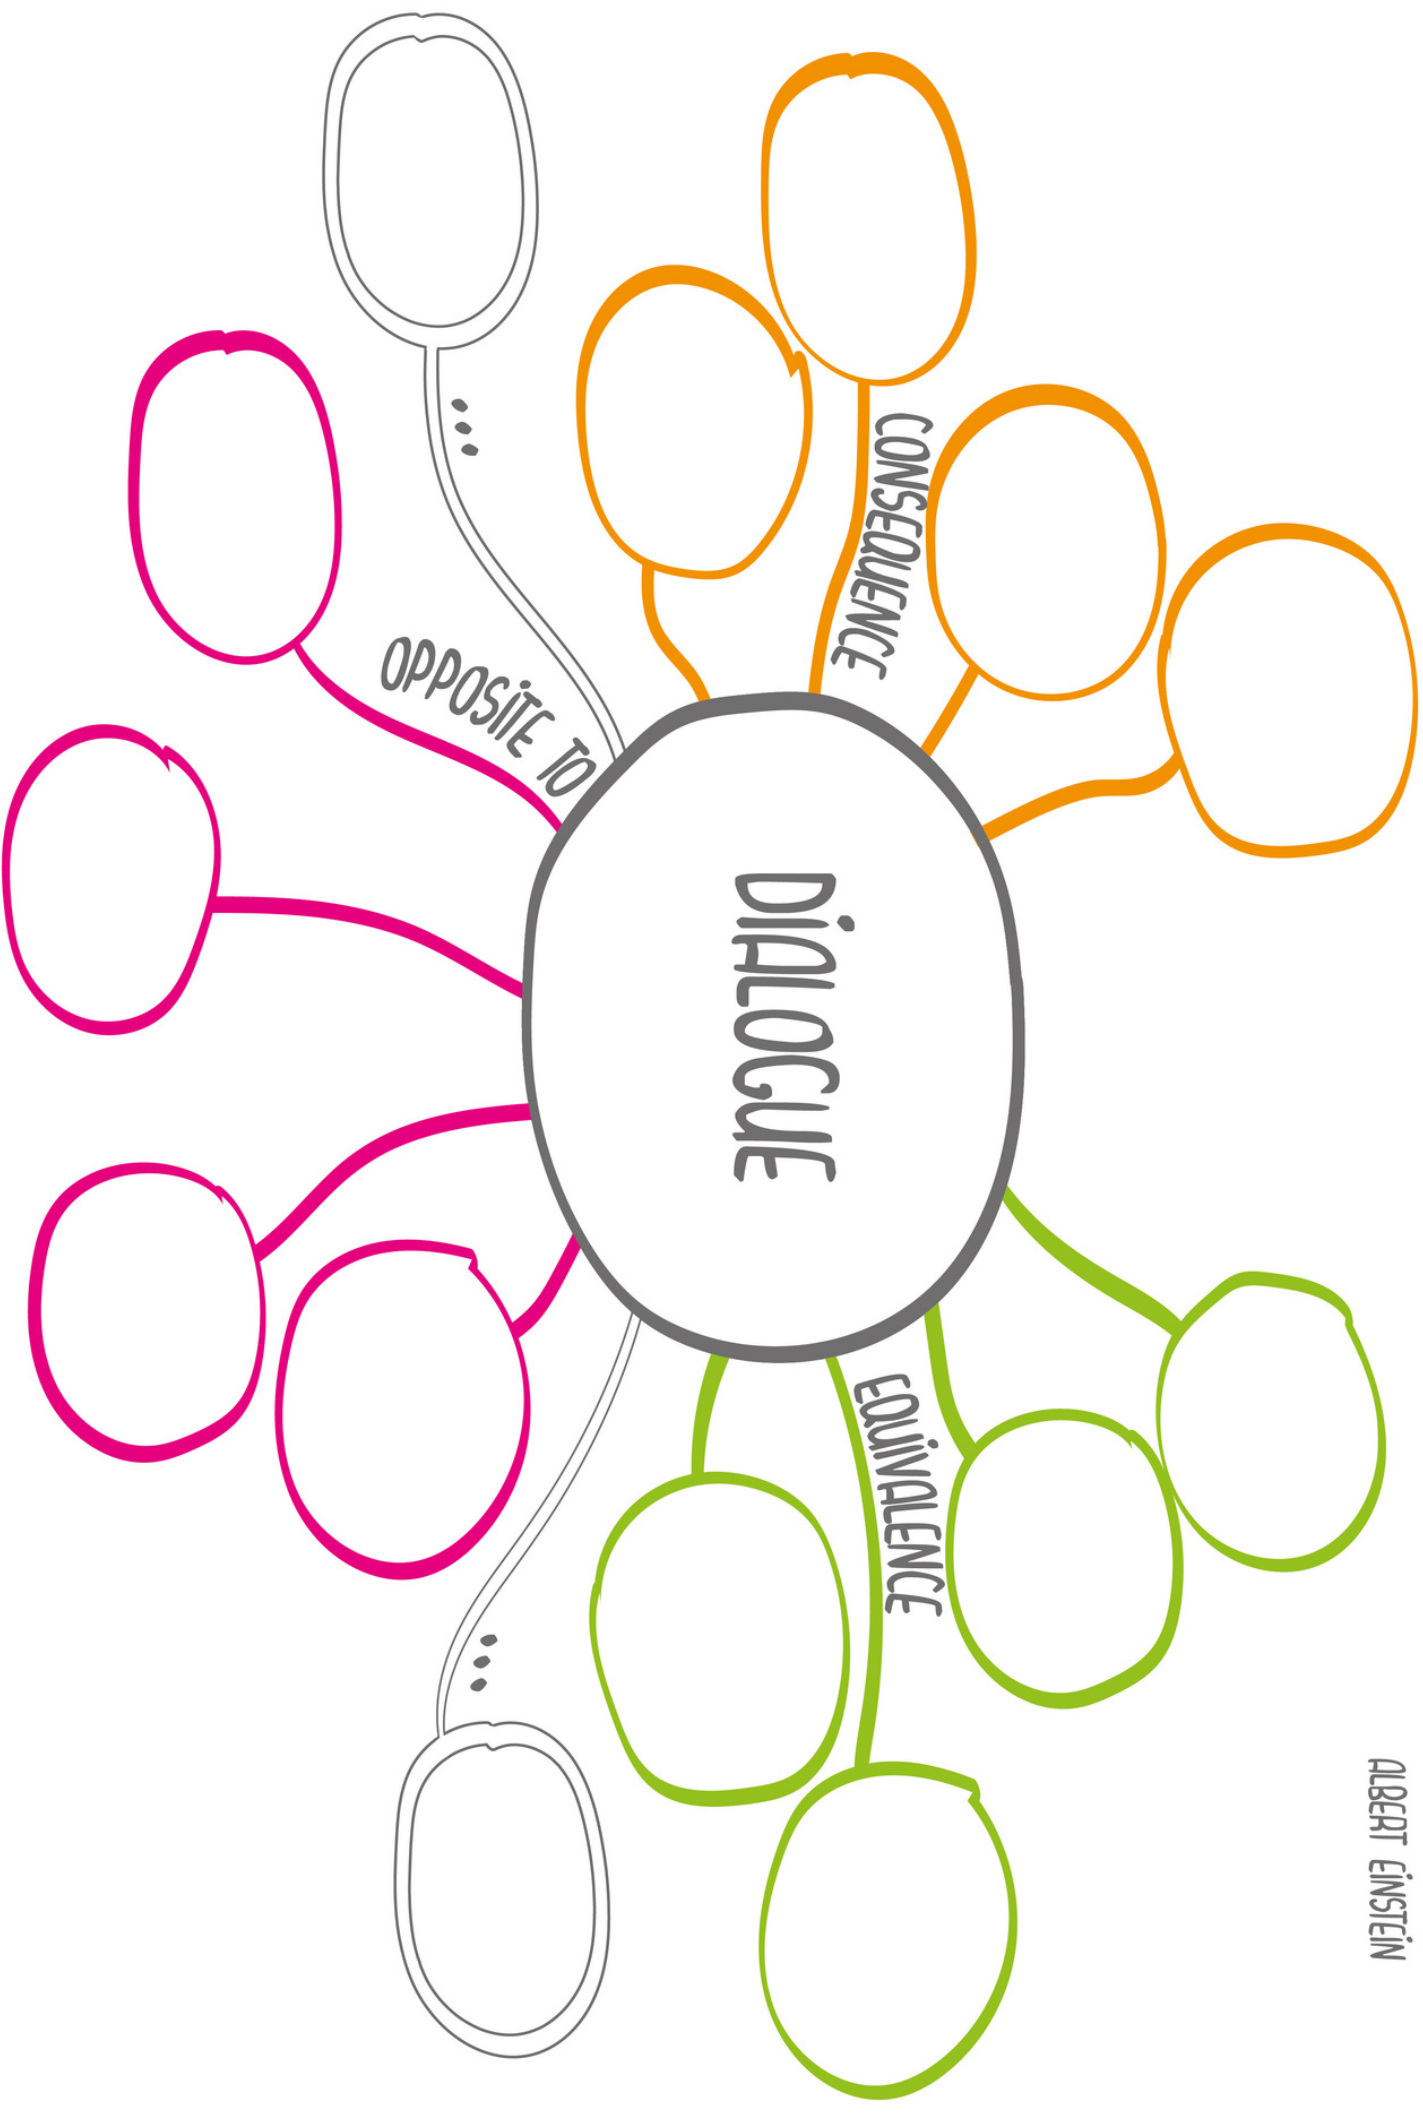 ALBERT EiNSTEiN
CONSEQUENCE
EQUiVALENCE
DiALOGUE
OPPOSiTE TO
...
...